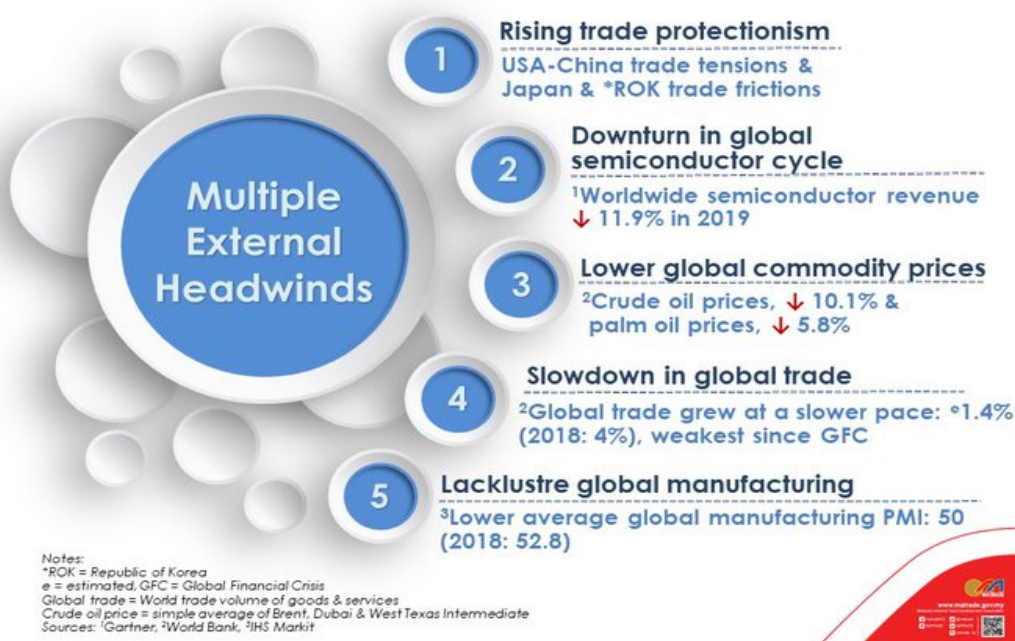 Multiple
External
Headwinds
1
Rising trade protectionism
USA-China trade tensions &
Japan & *ROK trade frictions
2
Downturn in global
semiconductor cycle
¹Worldwide semiconductor revenue
↓ 11.9% in 2019
3
Lower global commodity prices
²Crude oil prices, ↓ 10.1% &
palm oil prices, ↓ 5.8%
4
Slowdown in global trade
²Global trade grew at a slower pace: ᵉ1.4%
(2018: 4%), weakest since GFC
5
Lacklustre global manufacturing
³Lower average global manufacturing PMI: 50
(2018: 52.8)
Notes:
*ROK = Republic of Korea
e = estimated, GFC = Global Financial Crisis
Global trade = World trade volume of goods & services
Crude oil price = simple average of Brent, Dubai & West Texas Intermediate
Sources: ¹Gartner, ²World Bank, ³IHS Markit
www.matrade.gov.my